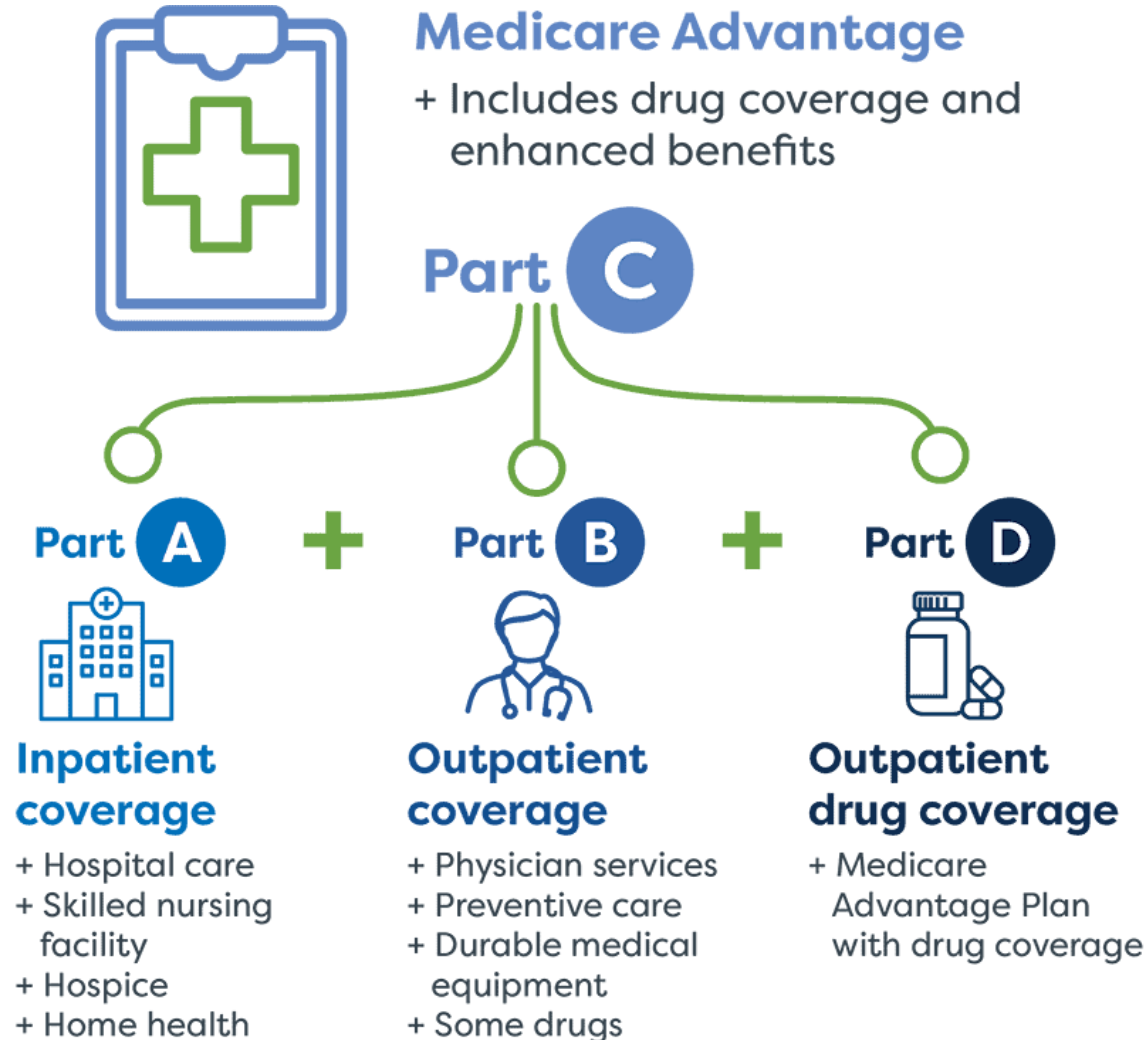 Medicare Advantage
+ Includes drug coverage and
enhanced benefits
Part C
Part A + Part B + Part D
Inpatient
coverage
+ Hospital care
+ Skilled nursing
facility
+ Hospice
+ Home health
Outpatient
coverage
+ Physician services
+ Preventive care
+ Durable medical
equipment
+ Some drugs
Outpatient
drug coverage
+ Medicare
Advantage Plan
with drug coverage